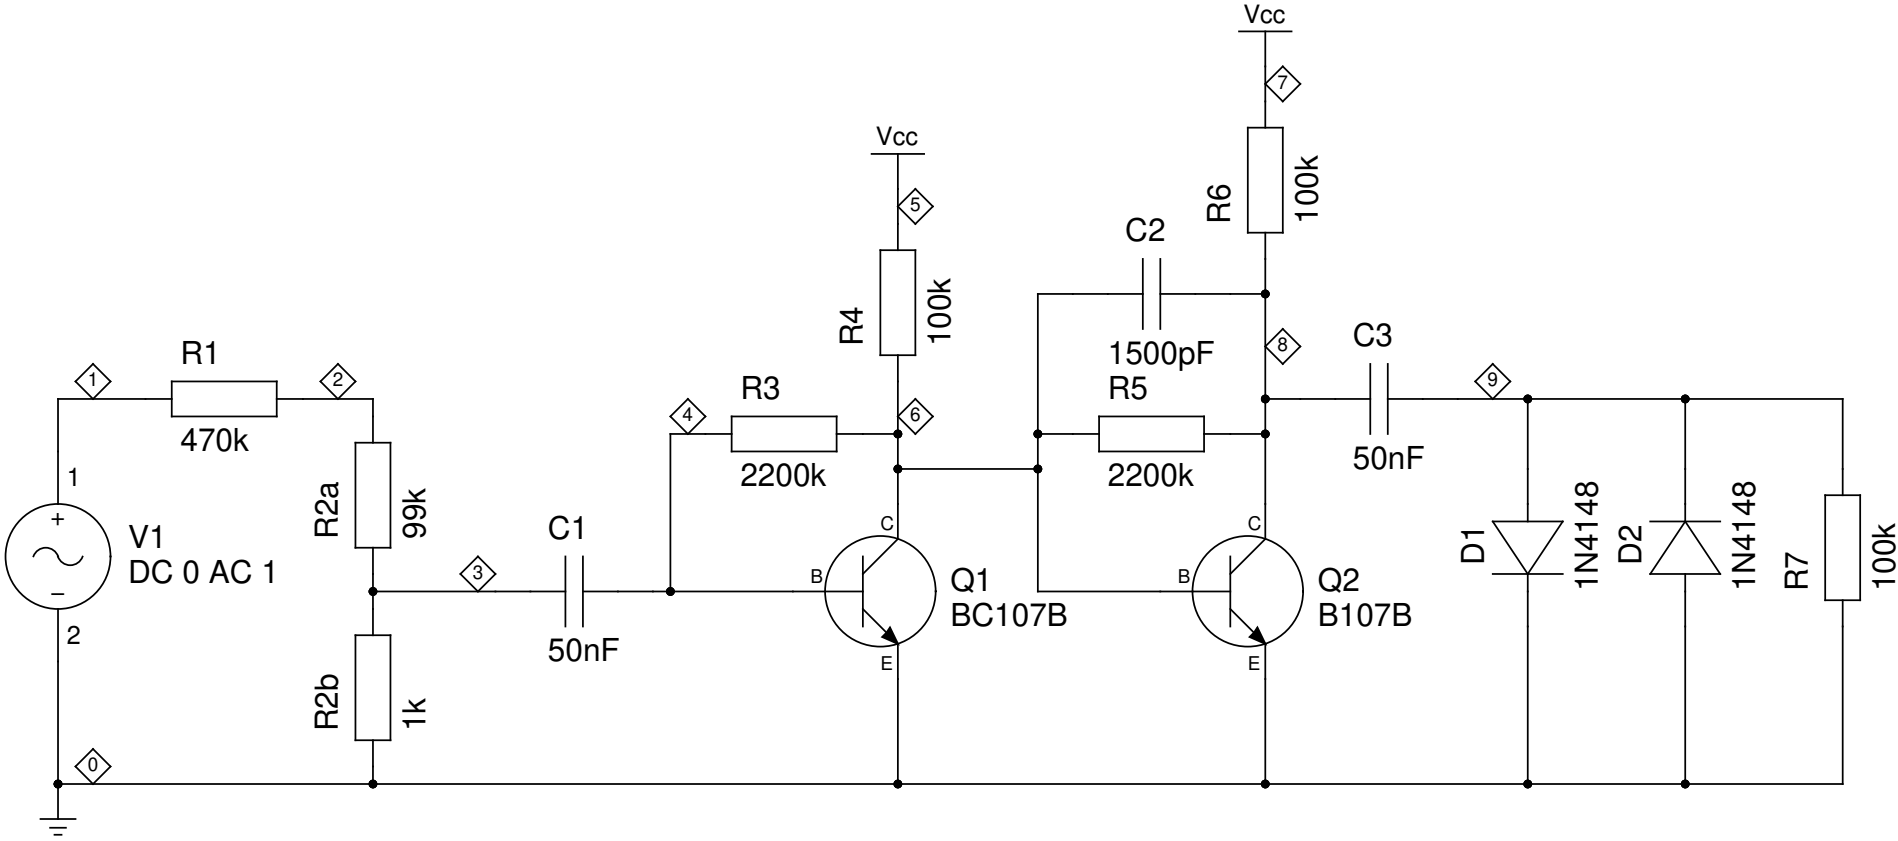 Vcc
7
Vcc
R6
100k
5
C2
R4
100k
1500pF
8
C3
R1
1
2
R3
R5
9
4
6
470k
2200k
2200k
50nF
1
R2a
99k
C1
C
C
D1
1N4148
D2
1N4148
+
V1
DC 0 AC 1
3
B
Q1
BC107B
B
Q2
B107B
R7
100k
−
2
50nF
E
E
R2b
1k
0